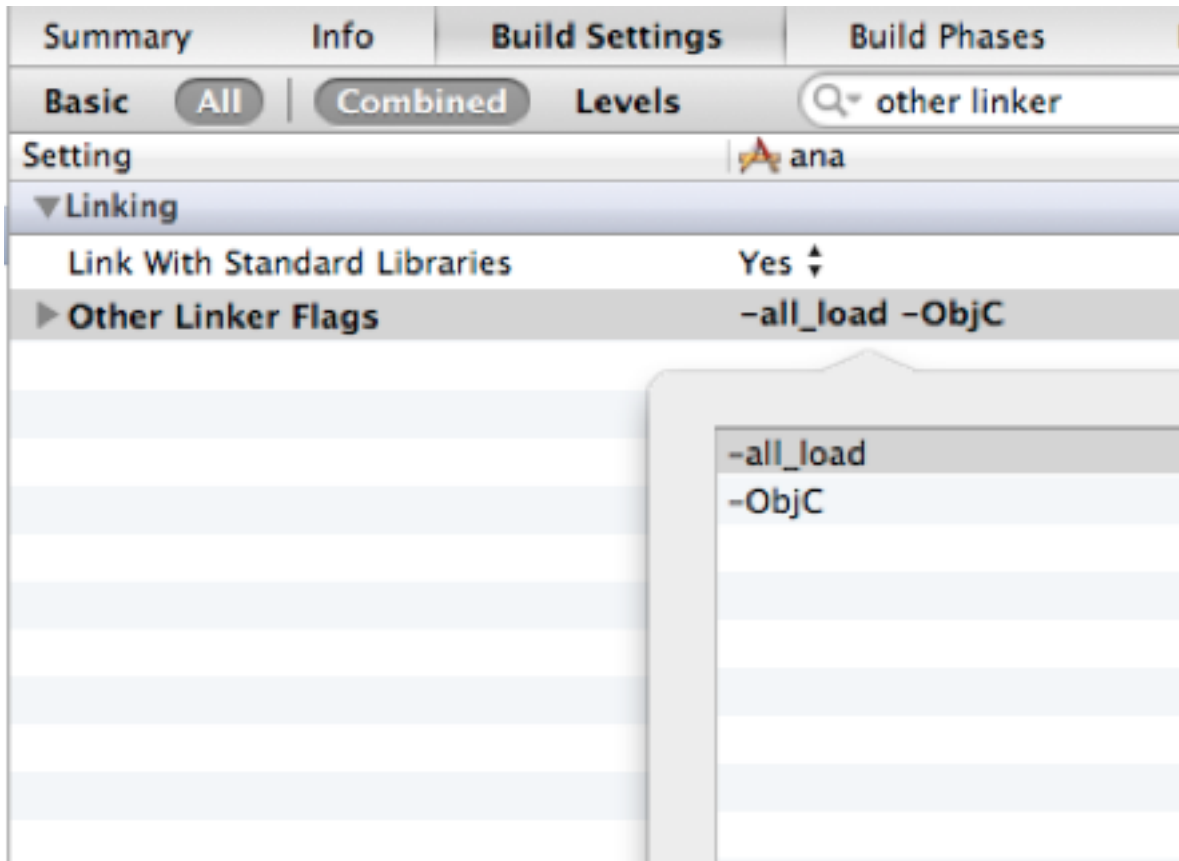 Summary Info Build Settings Build Phases
Basic All Combined Levels other linker
Setting ana
Linking
Link With Standard Libraries Yes
Other Linker Flags -all_load -ObjC
-all_load
-ObjC